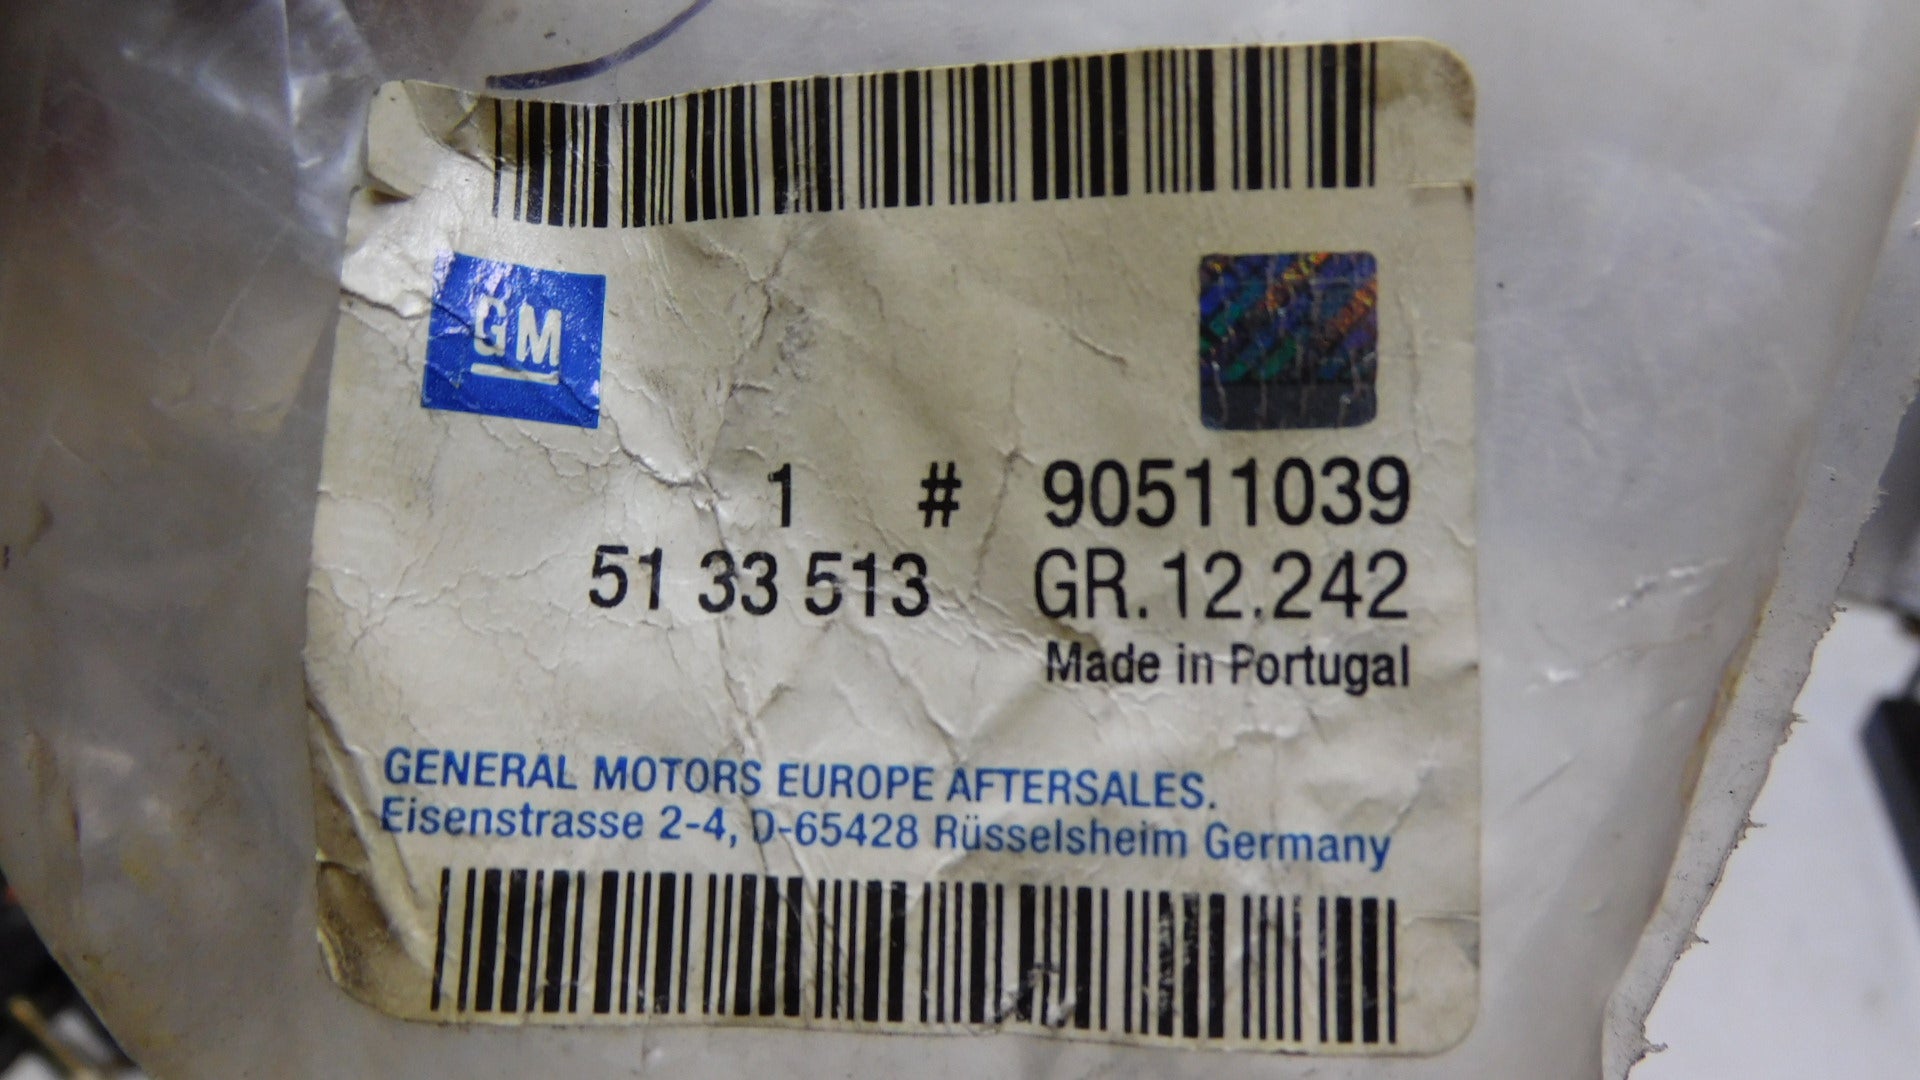 GM
1 # 90511039
51 33 513 GR.12.242
Made in Portugal
GENERAL MOTORS EUROPE AFTERSALES.
Eisenstrasse 2-4, D-65428 Rüsselsheim Germany